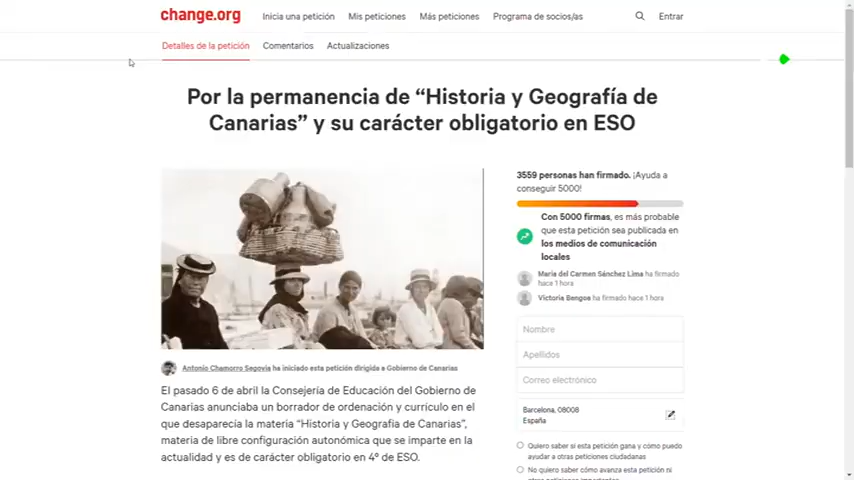 change.org
Inicia una petición
Mis peticiones
Más peticiones
Programa de socios/as
Entrar
Detalles de la petición
Comentarios
Actualizaciones
Por la permanencia de “Historia y Geografía de
Canarias” y su carácter obligatorio en ESO
3559 personas han firmado. ¡Ayuda a
conseguir 5000!
Con 5000 firmas, es más probable
que esta petición sea publicada en
los medios de comunicación
locales
María del Carmen Sánchez Lima ha firmado
hace 1 hora
Victoria Bengoa ha firmado hace 1 hora
Nombre
Apellidos
Correo electrónico
Barcelona, 08008
España
Quiero saber si esta petición gana y cómo puedo
ayudar a otras peticiones ciudadanas
No quiero saber cómo avanza esta petición ni
otras peticiones importantes
Antonio Chamorro Segovia ha iniciado esta petición dirigida a Gobierno de Canarias
El pasado 6 de abril la Consejería de Educación del Gobierno de
Canarias anunciaba un borrador de ordenación y currículo en el
que desaparecía la materia “Historia y Geografía de Canarias”,
materia de libre configuración autonómica que se imparte en la
actualidad y es de carácter obligatorio en 4º de ESO.